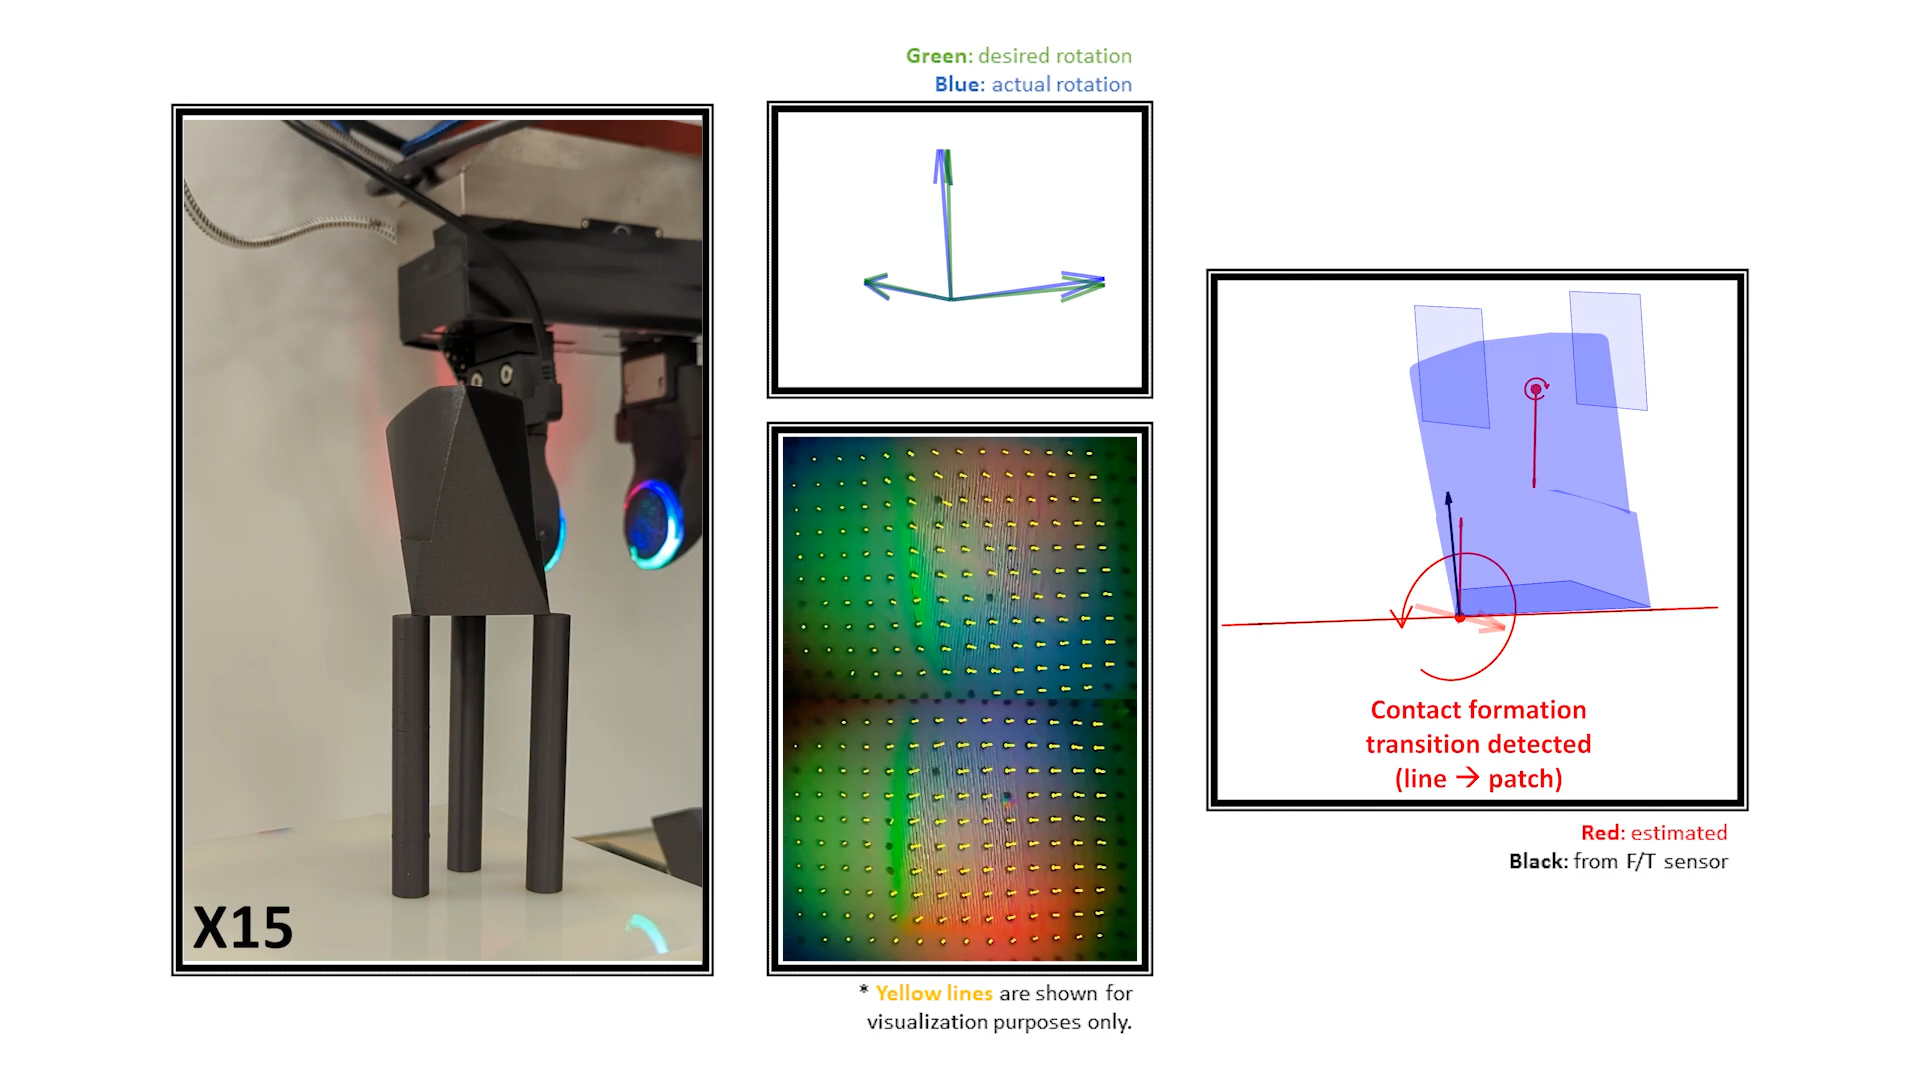 Green: desired rotation
Blue: actual rotation
X15
* Yellow lines are shown for
visualization purposes only.
Contact formation
transition detected
(line → patch)
Red: estimated
Black: from F/T sensor